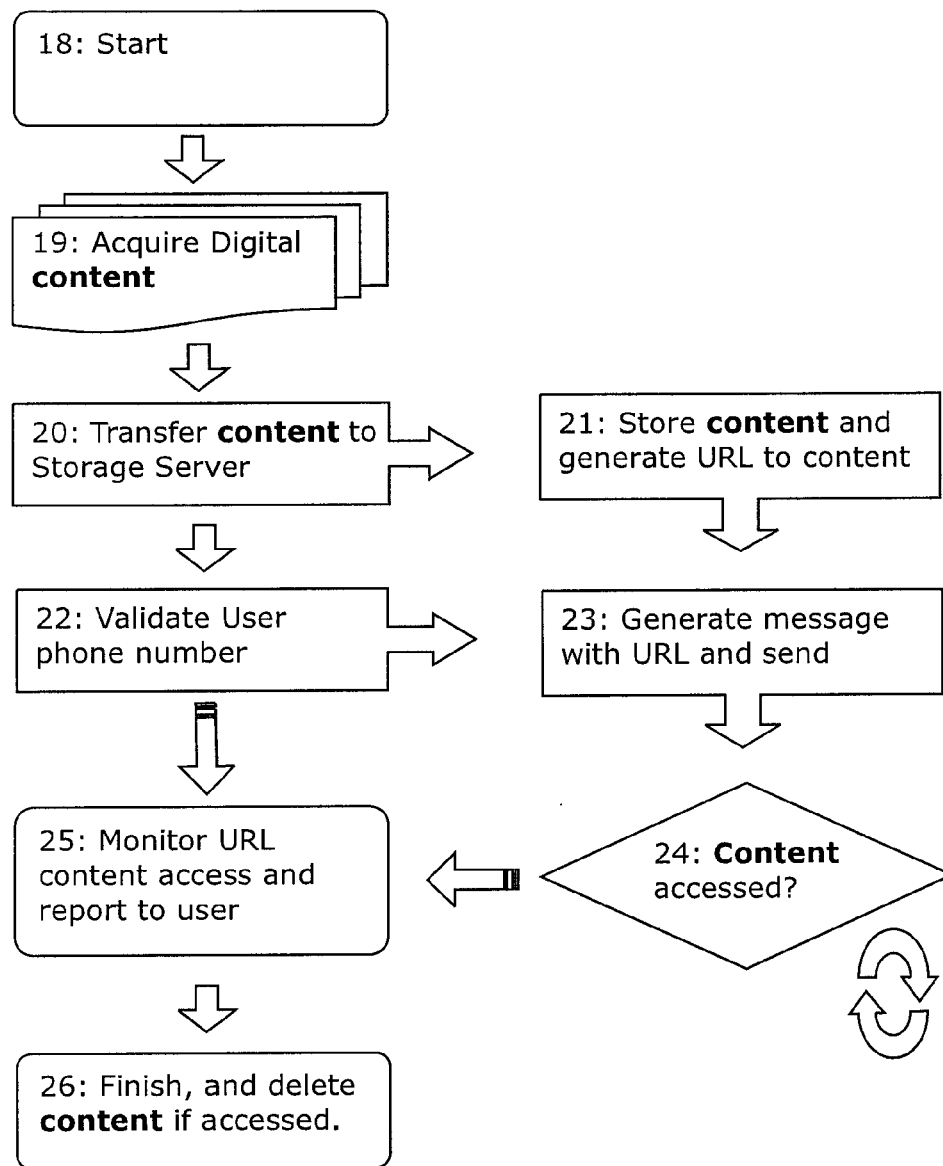 18: Start
19: Acquire Digital
content
20: Transfer content to
Storage Server
21: Store content and
generate URL to content
22: Validate User
phone number
23: Generate message
with URL and send
24: Content
accessed?
25: Monitor URL
content access and
report to user
26: Finish, and delete
content if accessed.